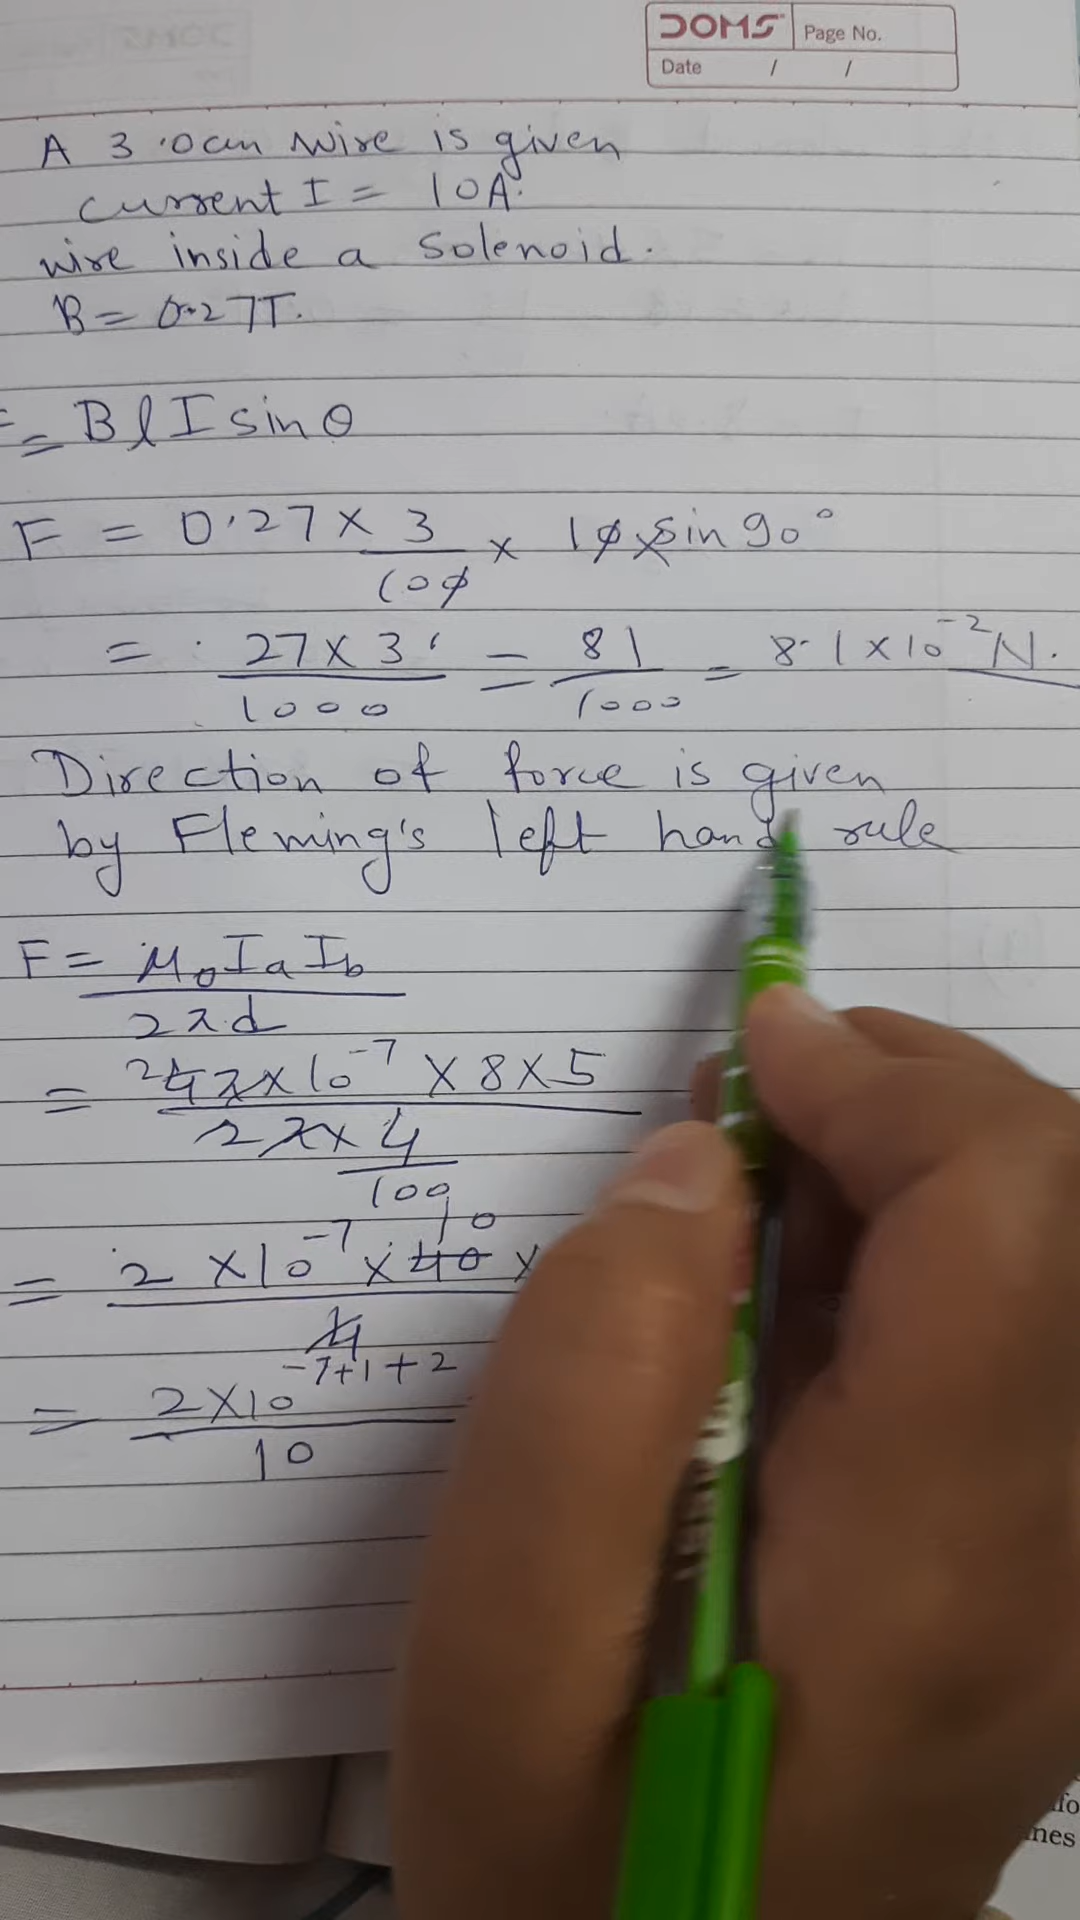 DOMS Page No.
Date / /
A 3.0cm wire is given
current I = 10A.
wire inside a solenoid.
B = 0.27T.
= BlI sin θ
F = 0.27 × 3/100 × 10 × sin 90°
= 27 × 3/1000 = 81/1000 = 8.1 × 10⁻² N.
Direction of force is given
by Fleming's left hand rule
F = μ₀ Ia Ib / 2πd
= 4π × 10⁻⁷ × 8 × 5 / 2π × 4/100
= 2 × 10⁻⁷ × 40 × / 4
= 2 × 10⁻⁷⁺¹⁺² / 10